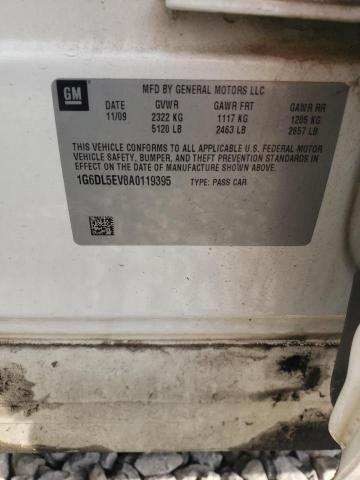 GM
MFD BY GENERAL MOTORS LLC
DATE GVWR GAWR FRT GAWR RR
11/09 2322 KG 1117 KG 1205 KG
5120 LB 2463 LB 2657 LB
THIS VEHICLE CONFORMS TO ALL APPLICABLE U.S. FEDERAL MOTOR
VEHICLE SAFETY, BUMPER, AND THEFT PREVENTION STANDARDS IN
EFFECT ON THE DATE OF MANUFACTURE SHOWN ABOVE.
1G6DL5EV8A0119395 TYPE: PASS CAR